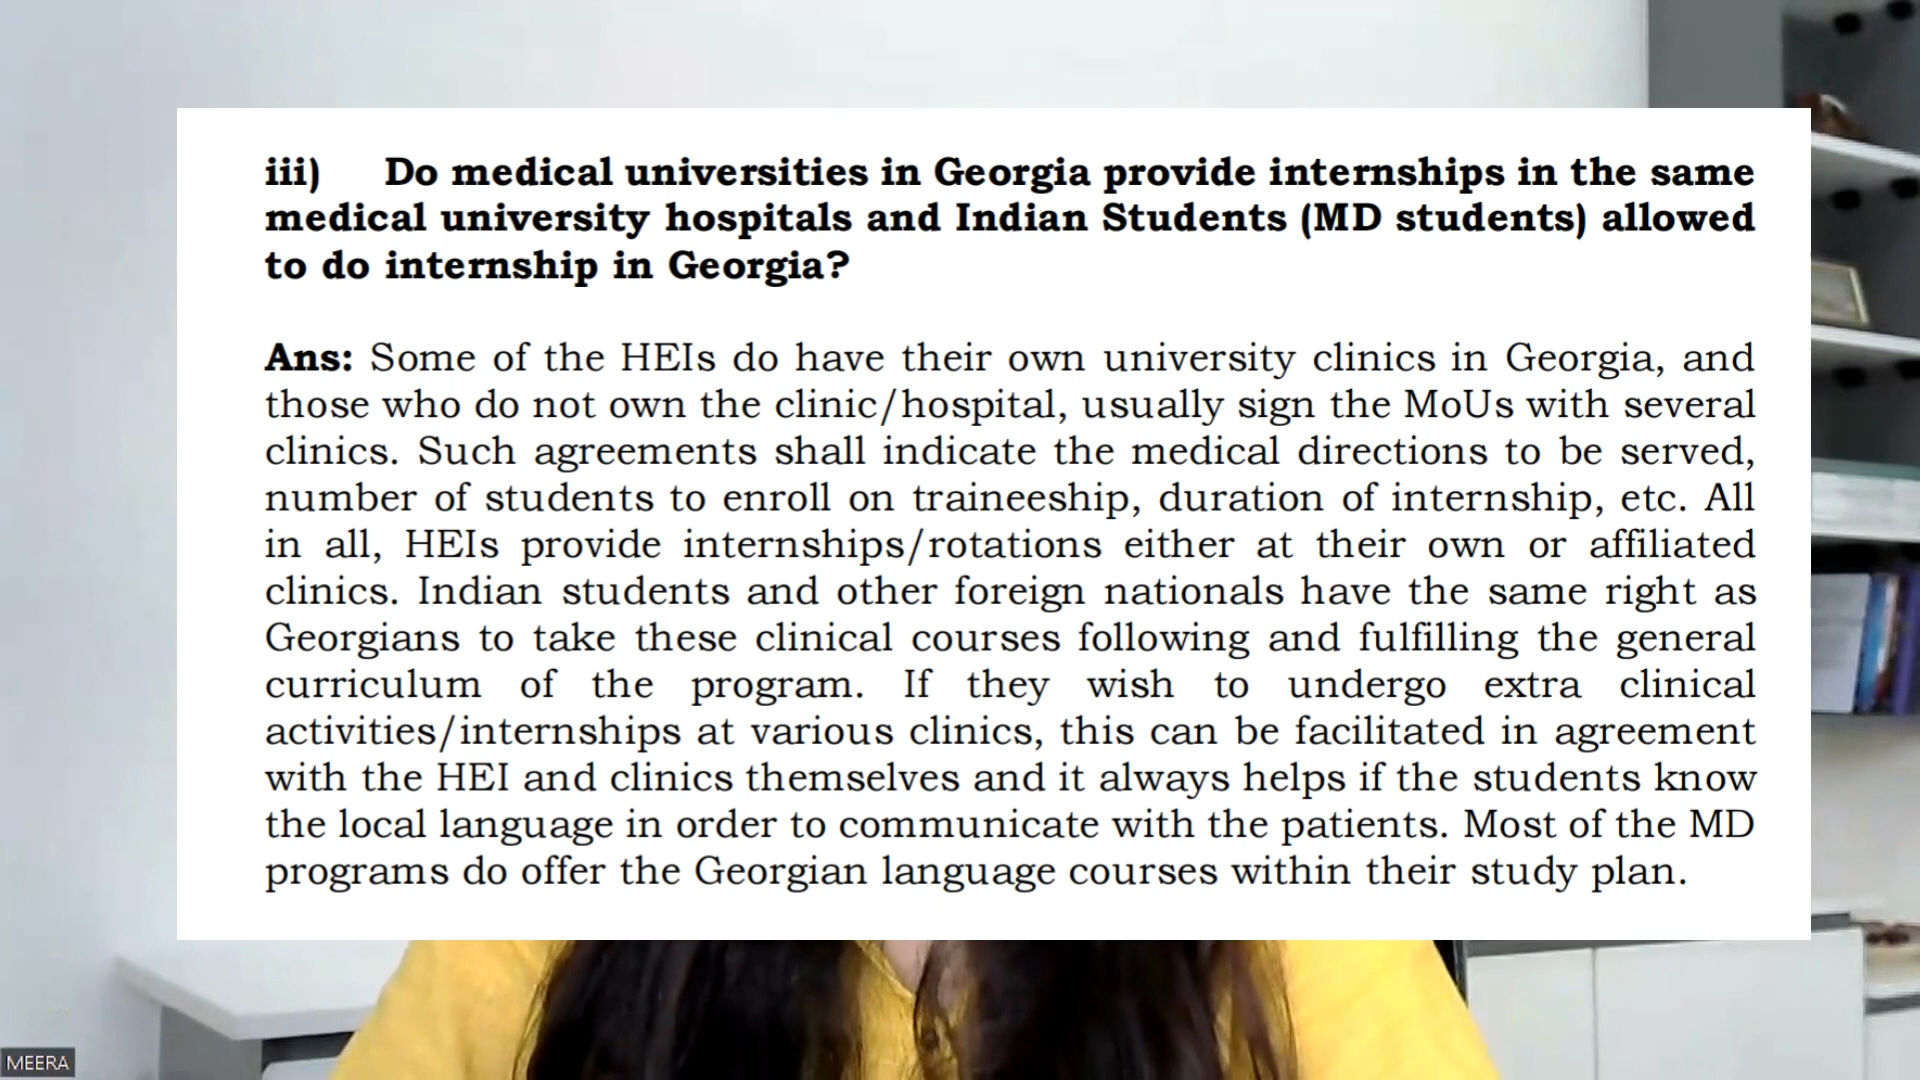 iii) Do medical universities in Georgia provide internships in the same
medical university hospitals and Indian Students (MD students) allowed
to do internship in Georgia?
Ans: Some of the HEIs do have their own university clinics in Georgia, and
those who do not own the clinic/hospital, usually sign the MoUs with several
clinics. Such agreements shall indicate the medical directions to be served,
number of students to enroll on traineeship, duration of internship, etc. All
in all, HEIs provide internships/rotations either at their own or affiliated
clinics. Indian students and other foreign nationals have the same right as
Georgians to take these clinical courses following and fulfilling the general
curriculum of the program. If they wish to undergo extra clinical
activities/internships at various clinics, this can be facilitated in agreement
with the HEI and clinics themselves and it always helps if the students know
the local language in order to communicate with the patients. Most of the MD
programs do offer the Georgian language courses within their study plan.
MEERA